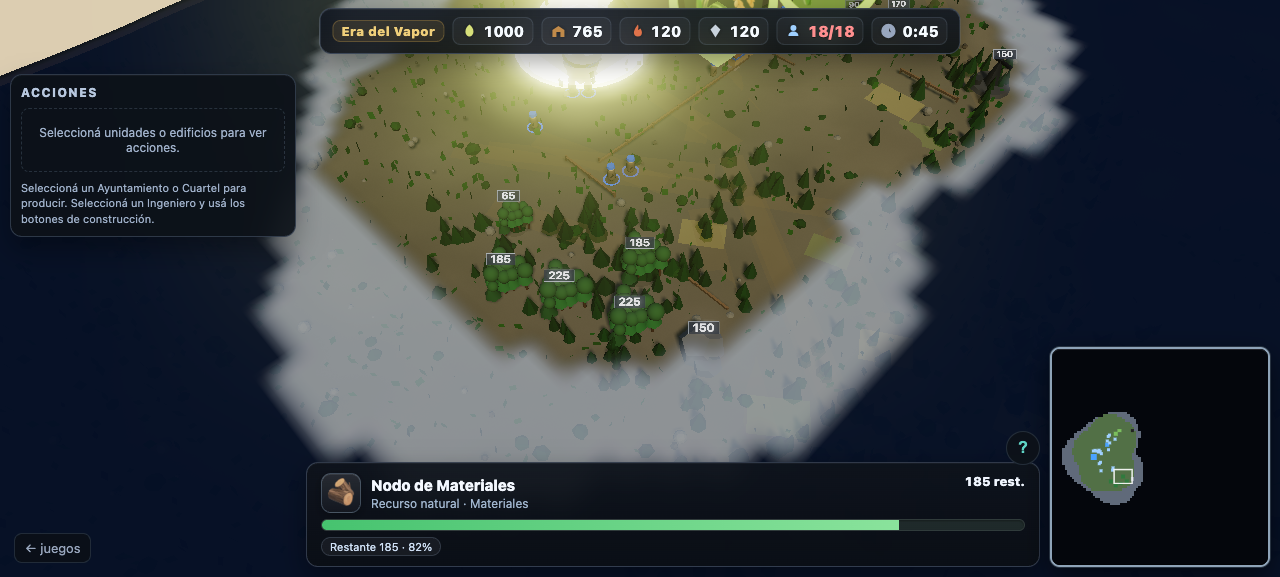 90
170
Era del Vapor 1000 765 120 120 18/18 0:45
150
ACCIONES
Seleccioná unidades o edificios para ver
acciones.
Seleccioná un Ayuntamiento o Cuartel para
producir. Seleccioná un Ingeniero y usá los
botones de construcción.
65
185
185
225
225
150
?
Nodo de Materiales
185 rest.
Recurso natural · Materiales
Restante 185 · 82%
← juegos